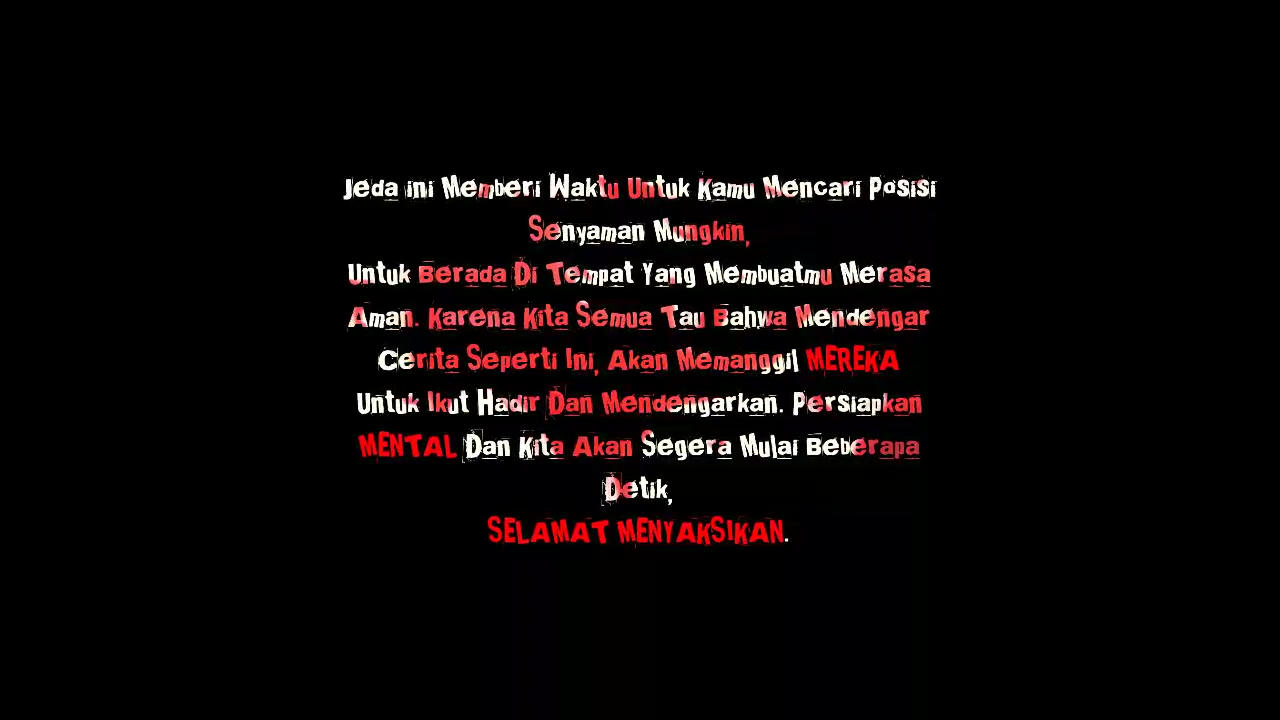 Jeda ini Memberi Waktu Untuk Kamu Mencari Posisi
Senyaman Mungkin,
Untuk Berada Di Tempat Yang Membuatmu Merasa
Aman. Karena Kita Semua Tau Bahwa Mendengar
Cerita Seperti Ini, Akan Memanggil MEREKA
Untuk Ikut Hadir Dan Mendengarkan. Persiapkan
MENTAL Dan Kita Akan Segera Mulai Beberapa
Detik,
SELAMAT MENYAKSIKAN.